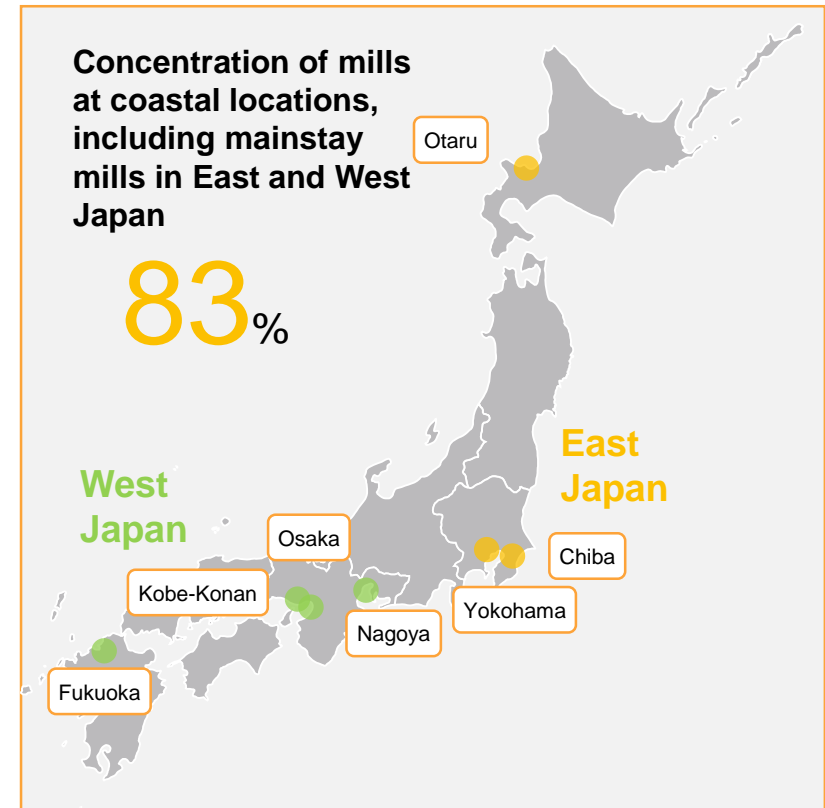 Concentration of mills
at coastal locations,
including mainstay
mills in East and West
Japan
83%
Otaru
East
Japan
West
Japan
Osaka
Chiba
Kobe-Konan
Yokohama
Nagoya
Fukuoka